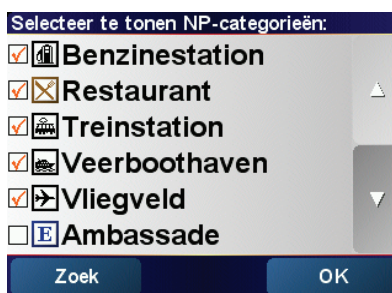 Selecteer te tonen NP-categorieën:
Benzinestation
Restaurant
Treinstation
Veerboothaven
Vliegveld
E Ambassade
Zoek OK